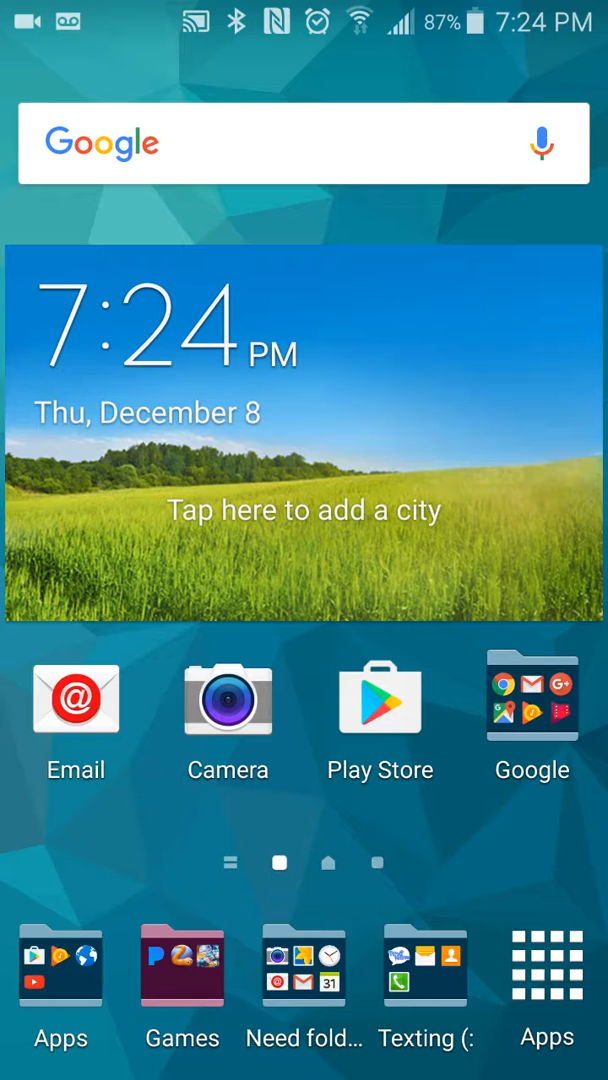 87% 7:24 PM
Google
7:24 PM
Thu, December 8
Tap here to add a city
Email Camera Play Store Google
31
Apps Games Need fold... Texting (: Apps